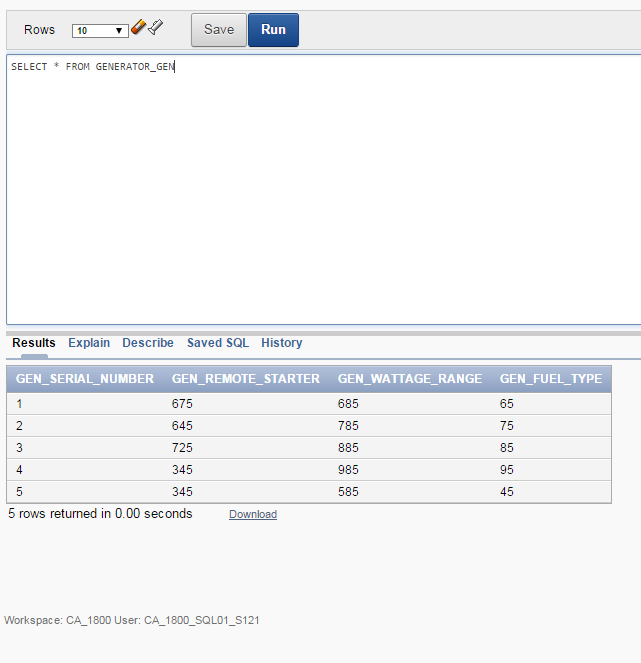 Rows 10 Save Run
SELECT * FROM GENERATOR_GEN
Results Explain Describe Saved SQL History
GEN_SERIAL_NUMBER GEN_REMOTE_STARTER GEN_WATTAGE_RANGE GEN_FUEL_TYPE
1 675 685 65
2 645 785 75
3 725 885 85
4 345 985 95
5 345 585 45
5 rows returned in 0.00 seconds Download
Workspace: CA_1800 User: CA_1800_SQL01_S121